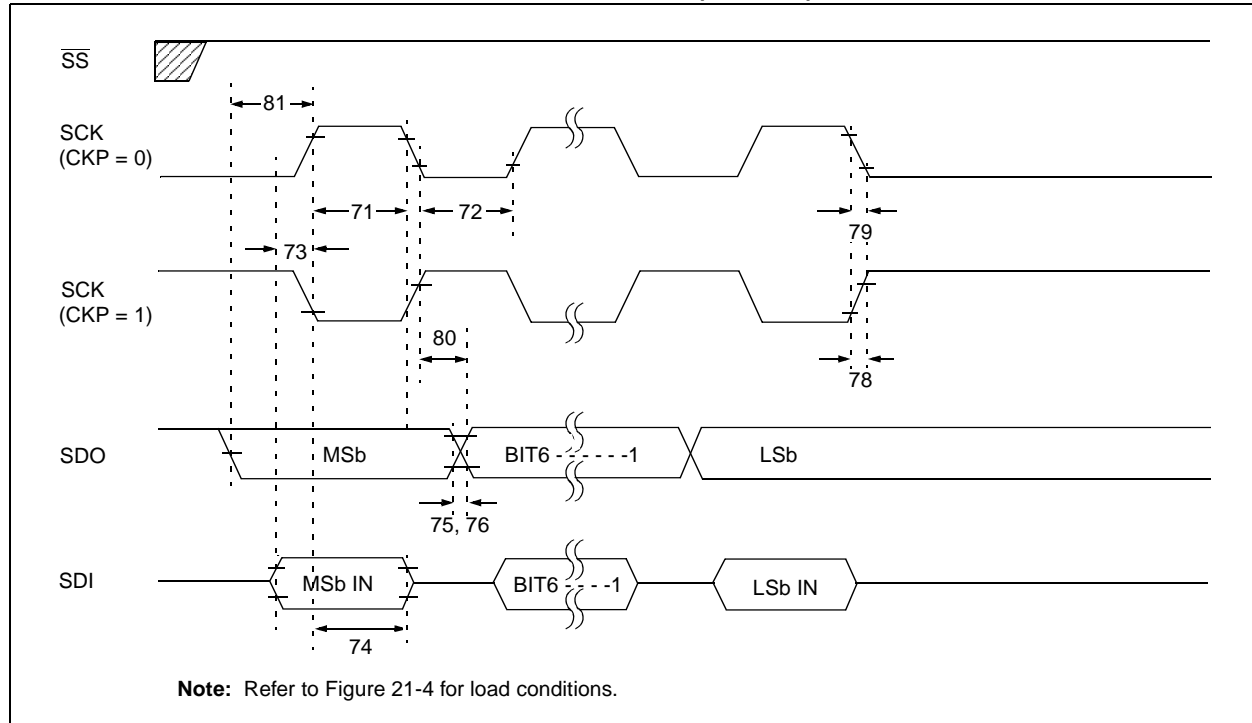 SS
81
SCK
(CKP = 0)
71
72
79
73
SCK
(CKP = 1)
80
78
SDO
MSb
BIT6 - - - - - -1
LSb
75, 76
SDI
MSb IN
BIT6 - - - -1
LSb IN
74
Note: Refer to Figure 21-4 for load conditions.